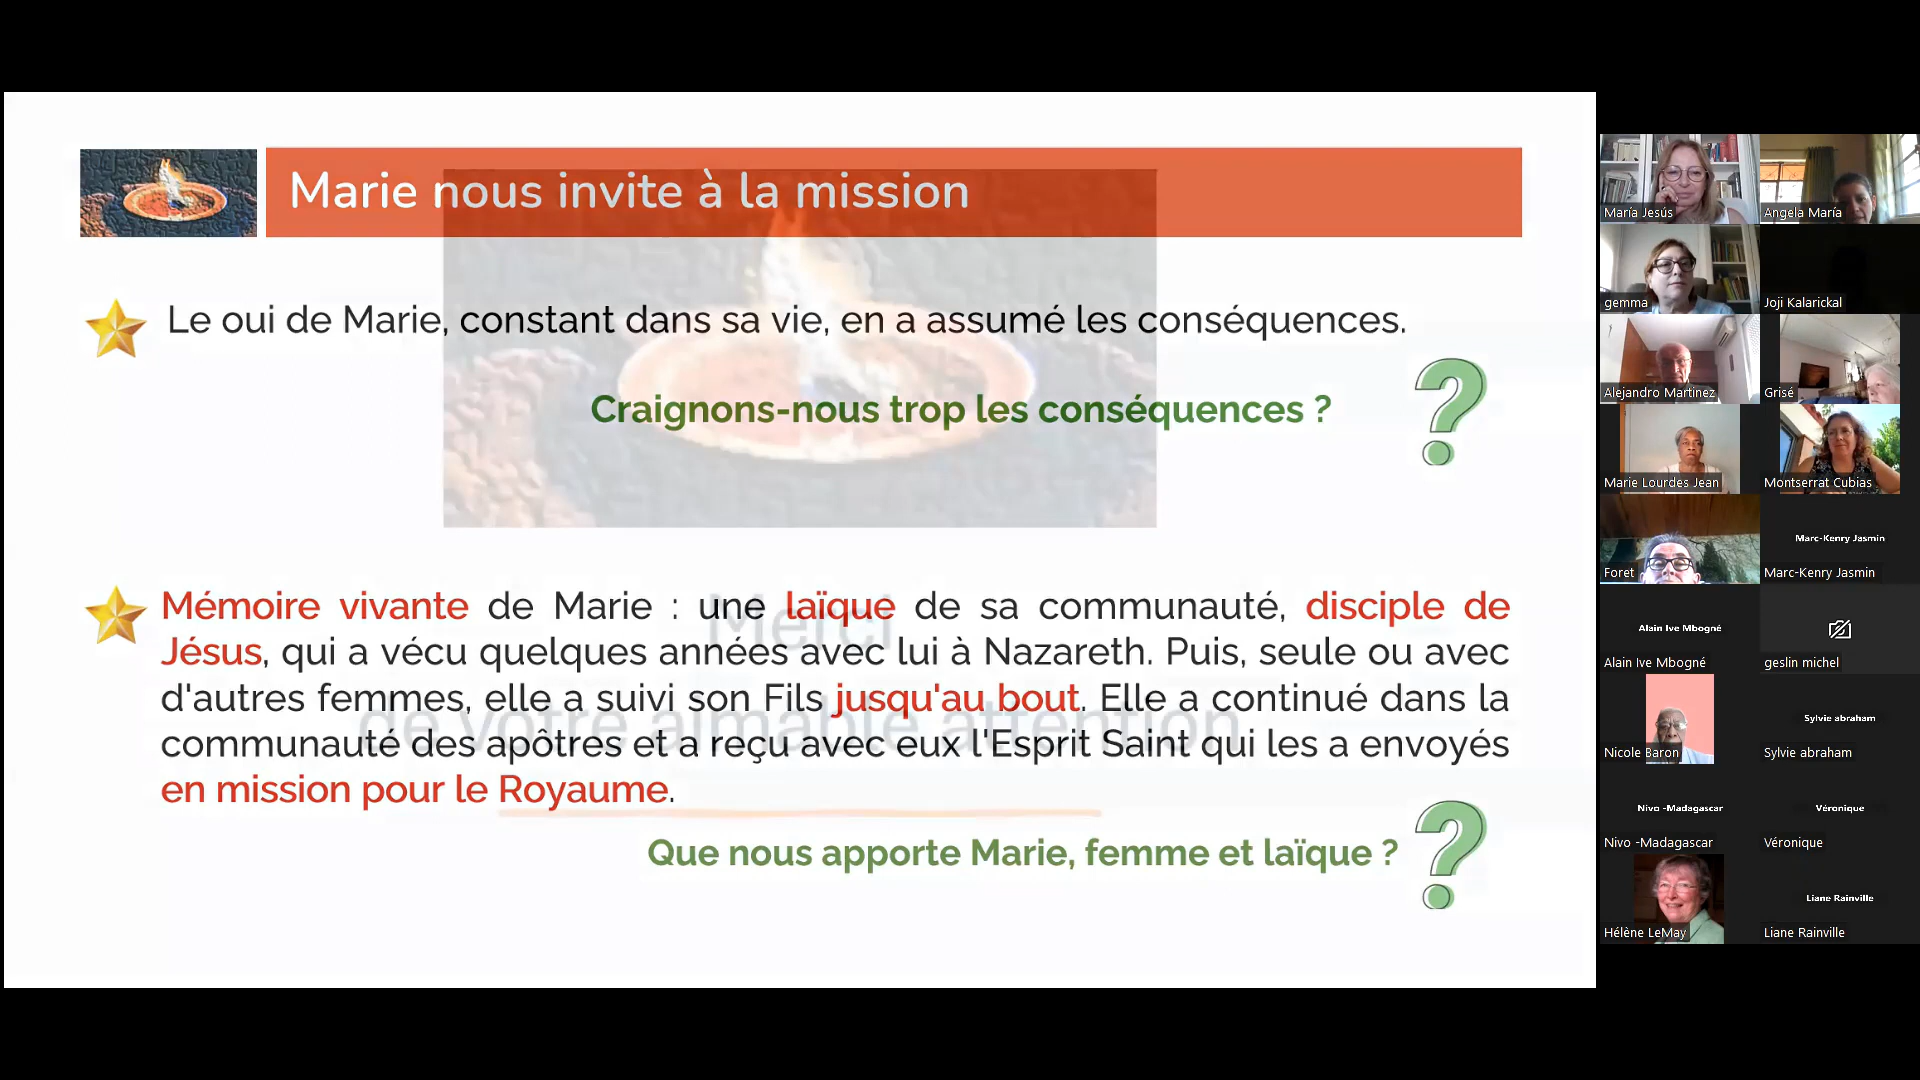 Marie nous invite à la mission
Le oui de Marie, constant dans sa vie, en a assumé les conséquences.
Craignons-nous trop les conséquences ?
Mémoire vivante de Marie : une laïque de sa communauté, disciple de
Jésus, qui a vécu quelques années avec lui à Nazareth. Puis, seule ou avec
d'autres femmes, elle a suivi son Fils jusqu'au bout. Elle a continué dans la
communauté des apôtres et a reçu avec eux l'Esprit Saint qui les a envoyés
en mission pour le Royaume.
Que nous apporte Marie, femme et laïque ?
Merci
de votre aimable attention
María Jesús
Angela María
gemma
Joji Kalarickal
Alejandro Martinez
Grisé
Marie Lourdes Jean
Montserrat Cubias
Foret
Marc-Kenry Jasmin
Marc-Kenry Jasmin
Alain Ive Mbogné
Alain Ive Mbogné
geslin michel
Nicole Baron
Sylvie abraham
Sylvie abraham
Nivo -Madagascar
Nivo -Madagascar
Véronique
Véronique
Hélène LeMay
Liane Rainville
Liane Rainville